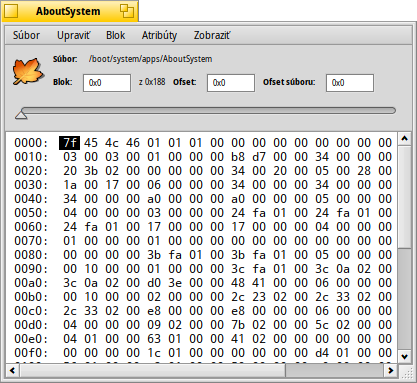 AboutSystem
Súbor Upraviť Blok Atribúty Zobraziť
Súbor: /boot/system/apps/AboutSystem
Blok: 0x0 z 0x188 Ofset: 0x0 Ofset súboru: 0x0
0000: 7f 45 4c 46 01 01 01 00 00 00 00 00 00 00 00 00
0010: 03 00 03 00 01 00 00 00 b8 d7 00 00 34 00 00 00
0020: 20 3b 02 00 00 00 00 00 34 00 20 00 05 00 28 00
0030: 1a 00 17 00 06 00 00 00 34 00 00 00 34 00 00 00
0040: 34 00 00 00 a0 00 00 00 a0 00 00 00 05 00 00 00
0050: 04 00 00 00 03 00 00 00 24 fa 01 00 24 fa 01 00
0060: 24 fa 01 00 17 00 00 00 17 00 00 00 04 00 00 00
0070: 01 00 00 00 01 00 00 00 00 00 00 00 00 00 00 00
0080: 00 00 00 00 3b fa 01 00 3b fa 01 00 05 00 00 00
0090: 00 10 00 00 01 00 00 00 3c fa 01 00 3c 0a 02 00
00a0: 3c 0a 02 00 d0 3e 00 00 48 41 00 00 06 00 00 00
00b0: 00 10 00 00 02 00 00 00 2c 23 02 00 2c 33 02 00
00c0: 2c 33 02 00 e8 00 00 00 e8 00 00 00 06 00 00 00
00d0: 04 00 00 00 09 02 00 00 7b 02 00 00 5c 02 00 00
00e0: 04 01 00 00 63 01 00 00 41 02 00 00 00 00 00 00
00f0: 00 00 00 00 1c 01 00 00 00 00 00 00 d4 01 00 00